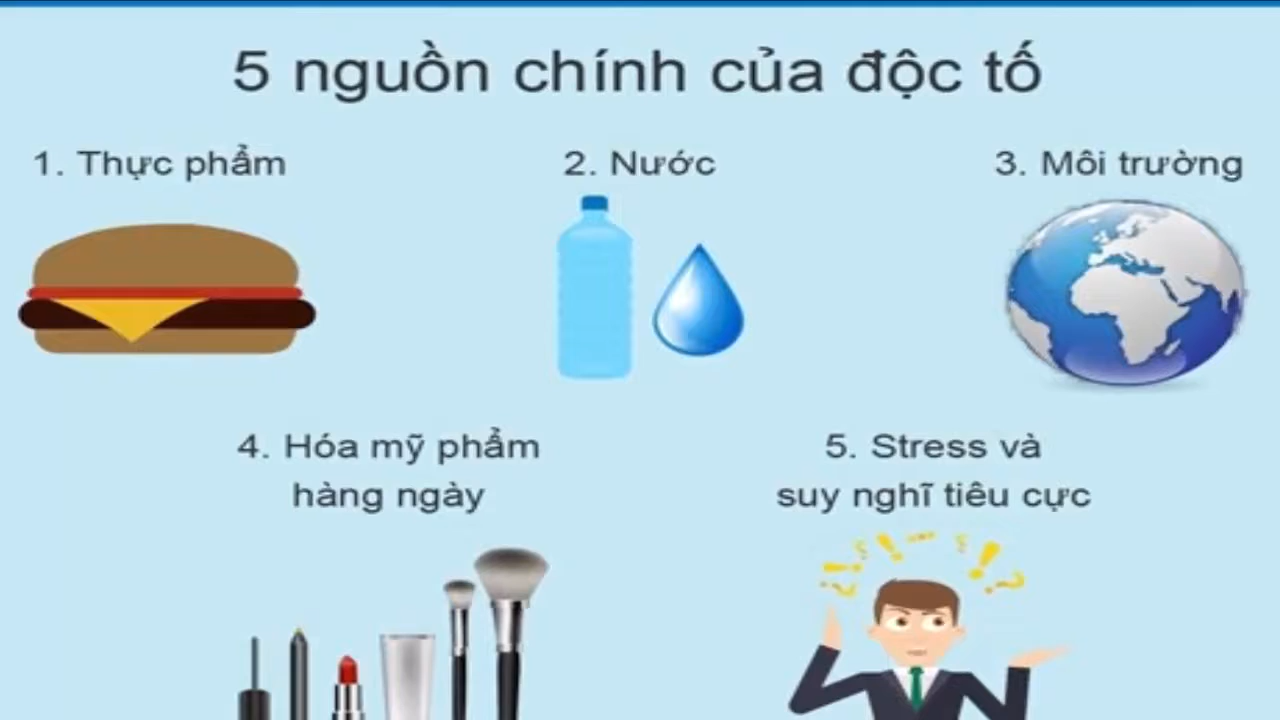 5 nguồn chính của độc tố
1. Thực phẩm
2. Nước
3. Môi trường
4. Hóa mỹ phẩm
hàng ngày
5. Stress và
suy nghĩ tiêu cực